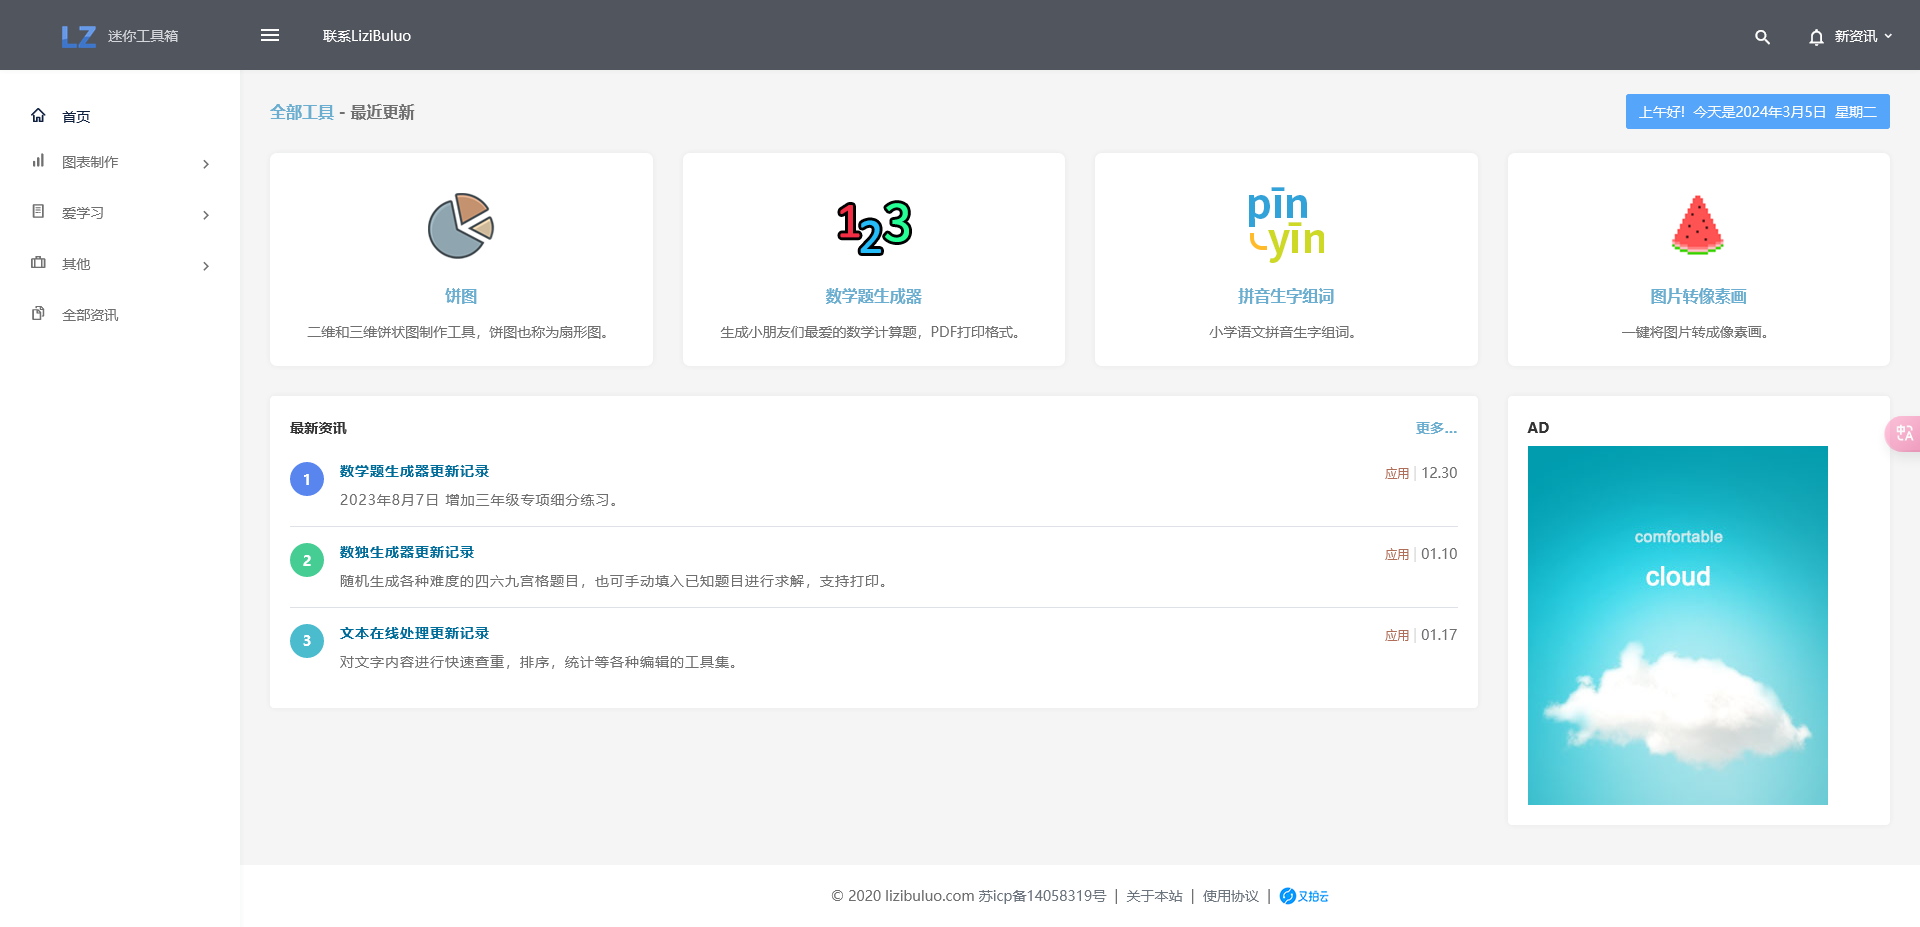 LZ 迷你工具箱
联系LiziBuluo
新资讯
首页
图表制作
爱学习
其他
全部资讯
全部工具 - 最近更新
上午好! 今天是2024年3月5日 星期二
饼图
二维和三维饼状图制作工具，饼图也称为扇形图。
123
数学题生成器
生成小朋友们最爱的数学计算题，PDF打印格式。
pīn
yīn
拼音生字组词
小学语文拼音生字组词。
图片转像素画
一键将图片转成像素画。
最新资讯
更多...
1
数学题生成器更新记录
应用 | 12.30
2023年8月7日 增加三年级专项细分练习。
2
数独生成器更新记录
应用 | 01.10
随机生成各种难度的四六九宫格题目，也可手动填入已知题目进行求解，支持打印。
3
文本在线处理更新记录
应用 | 01.17
对文字内容进行快速查重，排序，统计等各种编辑的工具集。
AD
comfortable
cloud
中A
© 2020 lizibuluo.com 苏icp备14058319号 | 关于本站 | 使用协议 | 又拍云